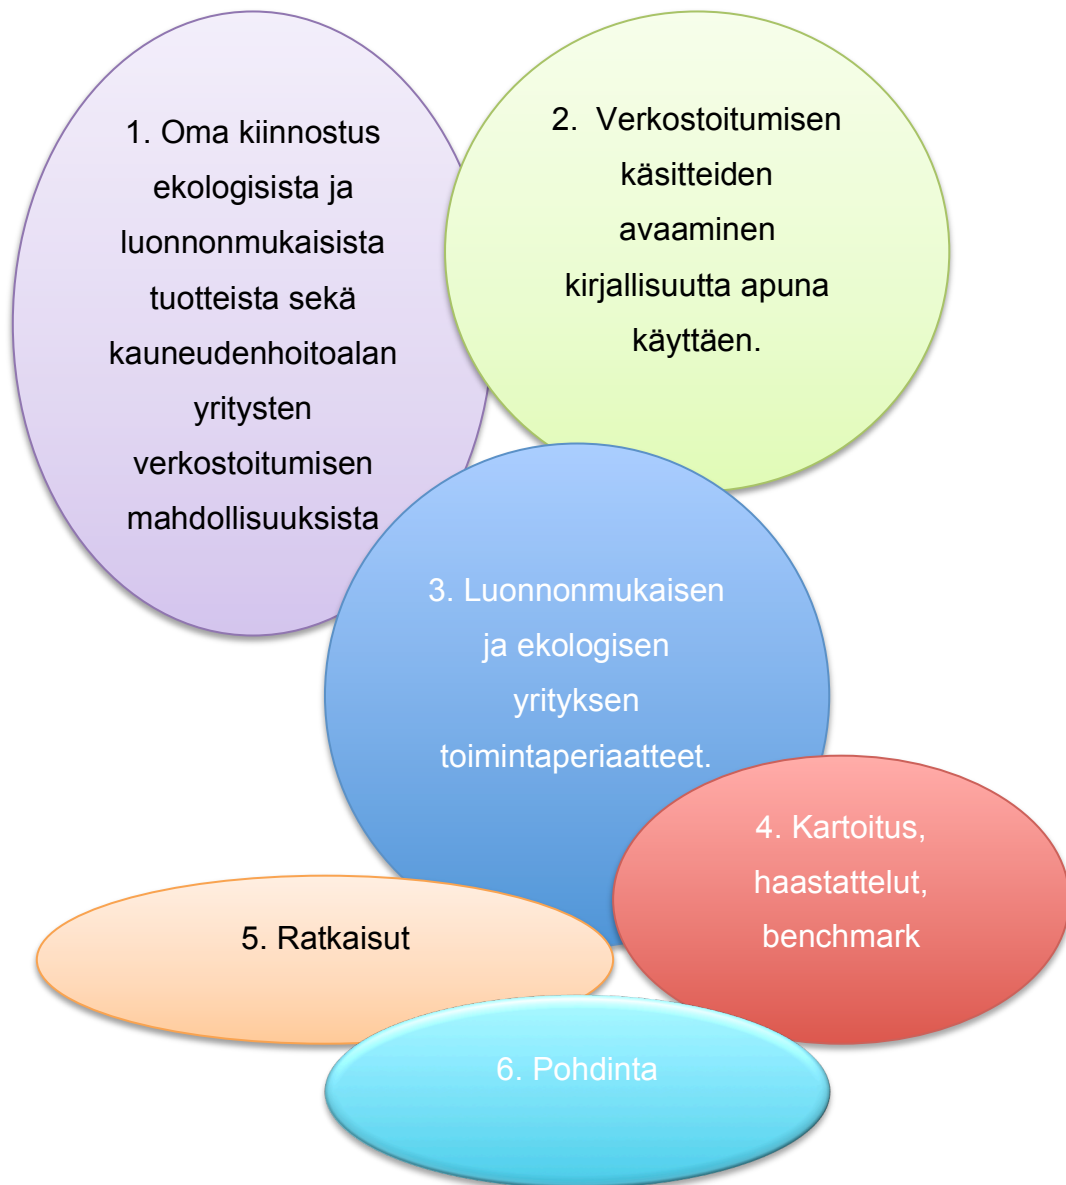 1. Oma kiinnostus
ekologisista ja
luonnonmukaisista
tuotteista sekä
kauneudenhoitoalan
yritysten
verkostoitumisen
mahdollisuuksista
2. Verkostoitumisen
käsitteiden
avaaminen
kirjallisuutta apuna
käyttäen.
3. Luonnonmukaisen
ja ekologisen
yrityksen
toimintaperiaatteet.
4. Kartoitus,
haastattelut,
benchmark
5. Ratkaisut
6. Pohdinta